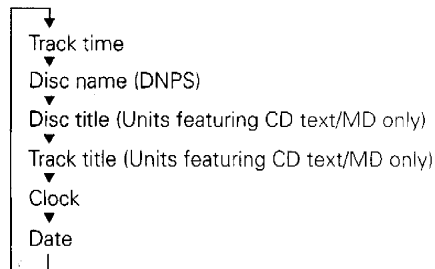 Track time
Disc name (DNPS)
Disc title (Units featuring CD text/MD only)
Track title (Units featuring CD text/MD only)
Clock
Date